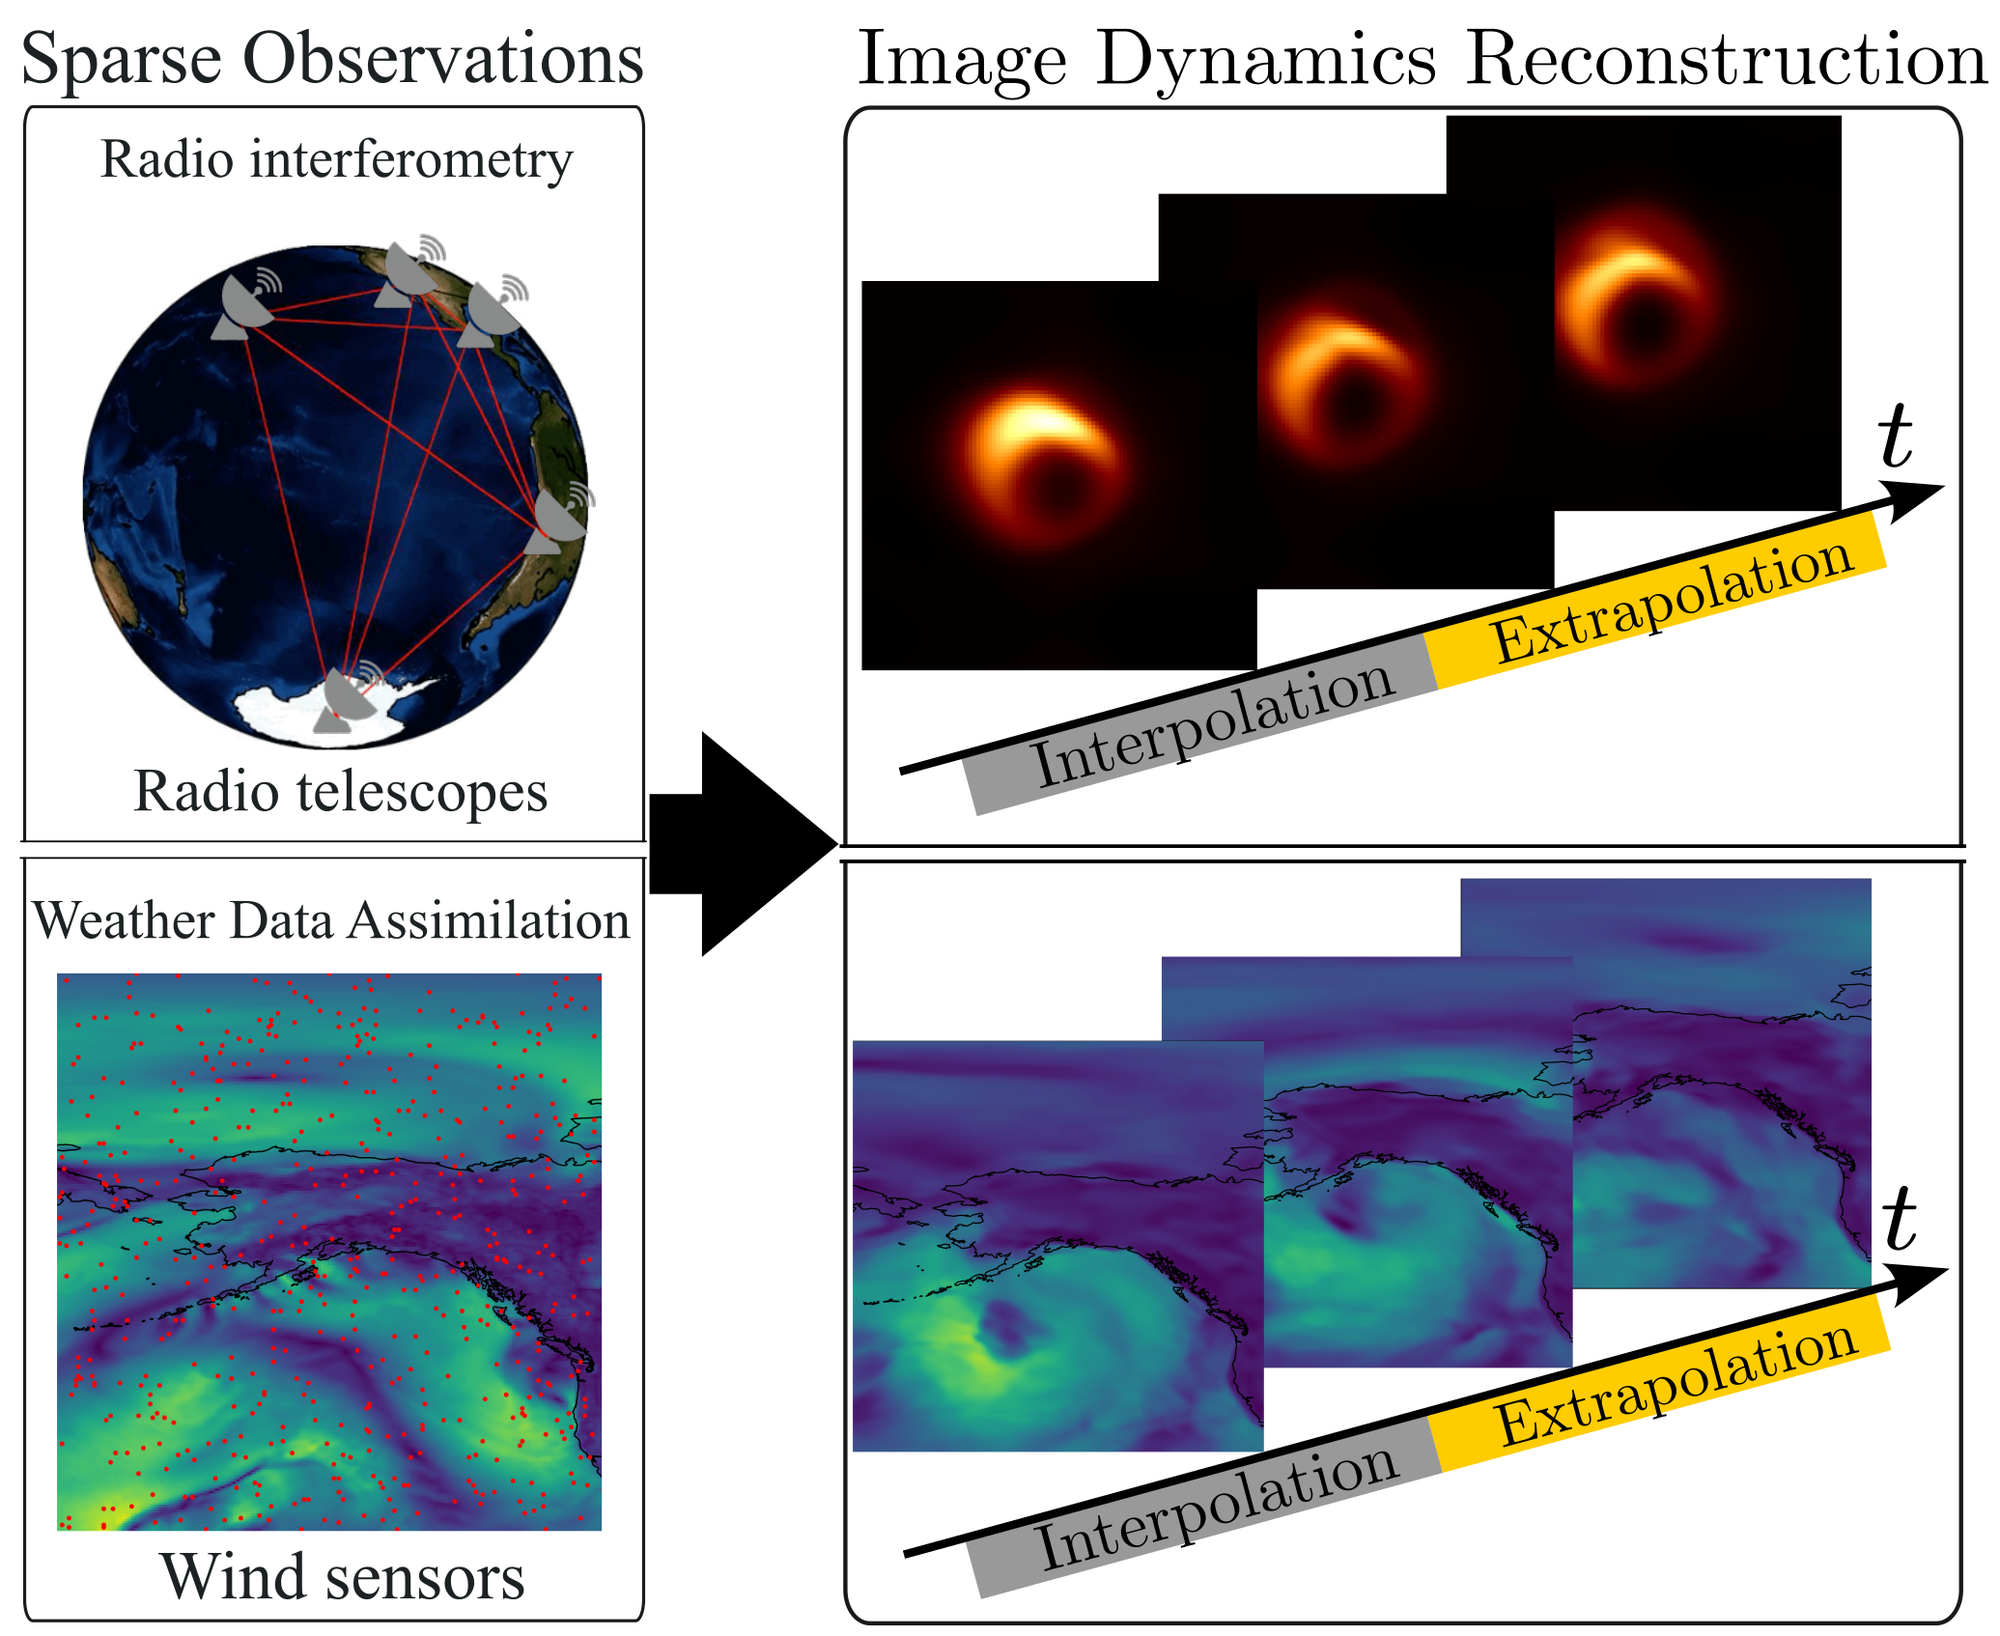 Sparse Observations
Radio interferometry
Radio telescopes
Weather Data Assimilation
Wind sensors
Image Dynamics Reconstruction
t
Interpolation
Extrapolation
t
Interpolation
Extrapolation